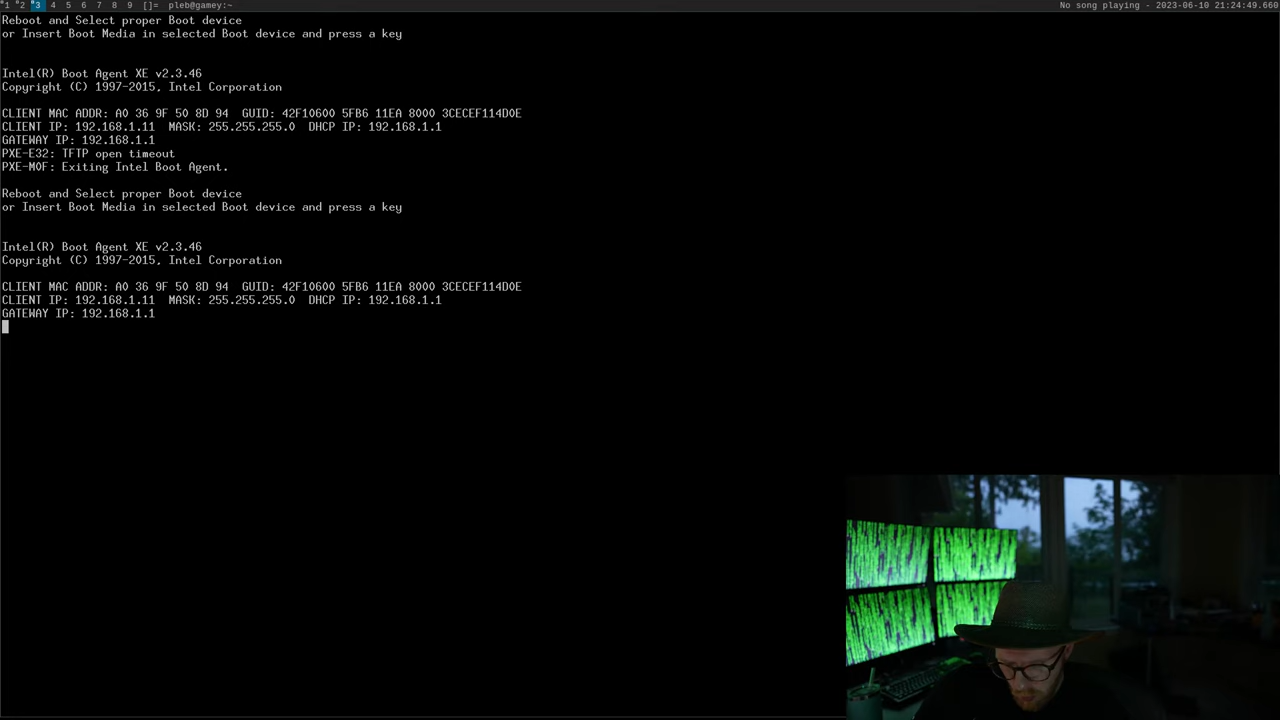 1 2 3 4 5 6 7 8 9 []= pleb@gamey:~ No song playing - 2023-06-10 21:24:49.660
Reboot and Select proper Boot device
or Insert Boot Media in selected Boot device and press a key
Intel(R) Boot Agent XE v2.3.46
Copyright (C) 1997-2015, Intel Corporation
CLIENT MAC ADDR: A0 36 9F 50 8D 94  GUID: 42F10600 5FB6 11EA 8000 3CECEF114D0E
CLIENT IP: 192.168.1.11  MASK: 255.255.255.0  DHCP IP: 192.168.1.1
GATEWAY IP: 192.168.1.1
PXE-E32: TFTP open timeout
PXE-M0F: Exiting Intel Boot Agent.
Reboot and Select proper Boot device
or Insert Boot Media in selected Boot device and press a key
Intel(R) Boot Agent XE v2.3.46
Copyright (C) 1997-2015, Intel Corporation
CLIENT MAC ADDR: A0 36 9F 50 8D 94  GUID: 42F10600 5FB6 11EA 8000 3CECEF114D0E
CLIENT IP: 192.168.1.11  MASK: 255.255.255.0  DHCP IP: 192.168.1.1
GATEWAY IP: 192.168.1.1